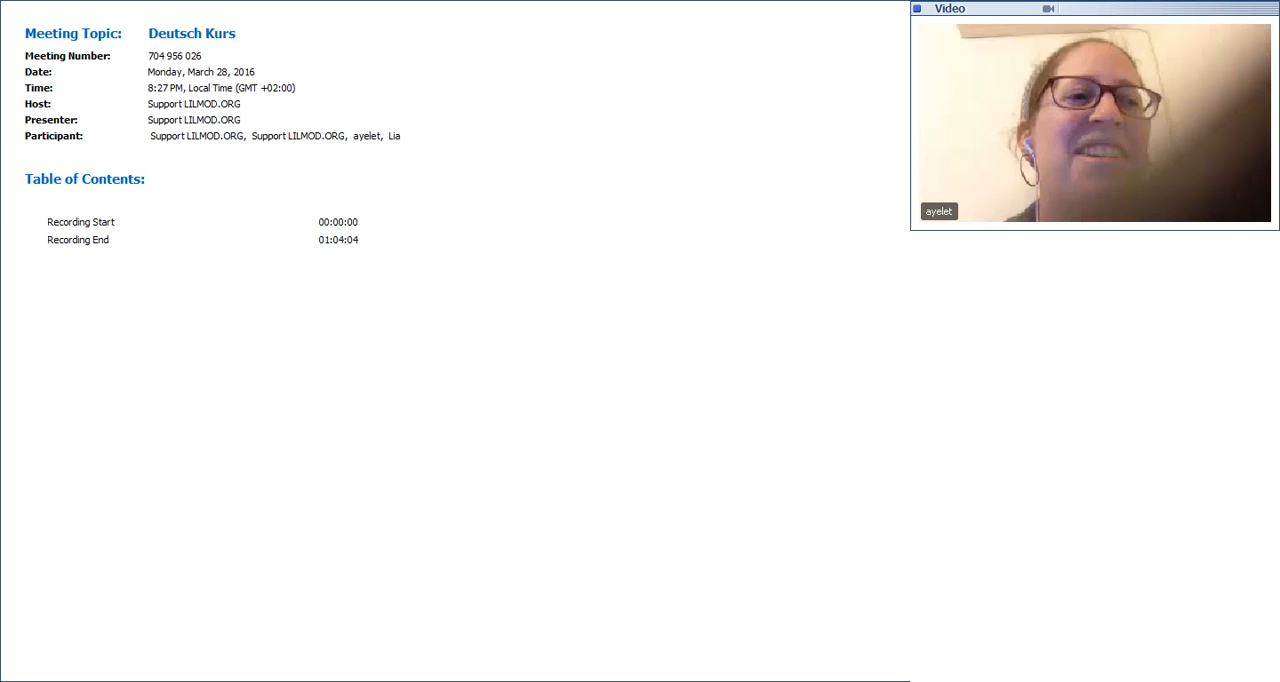 Meeting Topic: Deutsch Kurs
Meeting Number: 704 956 026
Date: Monday, March 28, 2016
Time: 8:27 PM, Local Time (GMT +02:00)
Host: Support LILMOD.ORG
Presenter: Support LILMOD.ORG
Participant: Support LILMOD.ORG, Support LILMOD.ORG, ayelet, Lia
Table of Contents:
Recording Start 00:00:00
Recording End 01:04:04
Video
ayelet